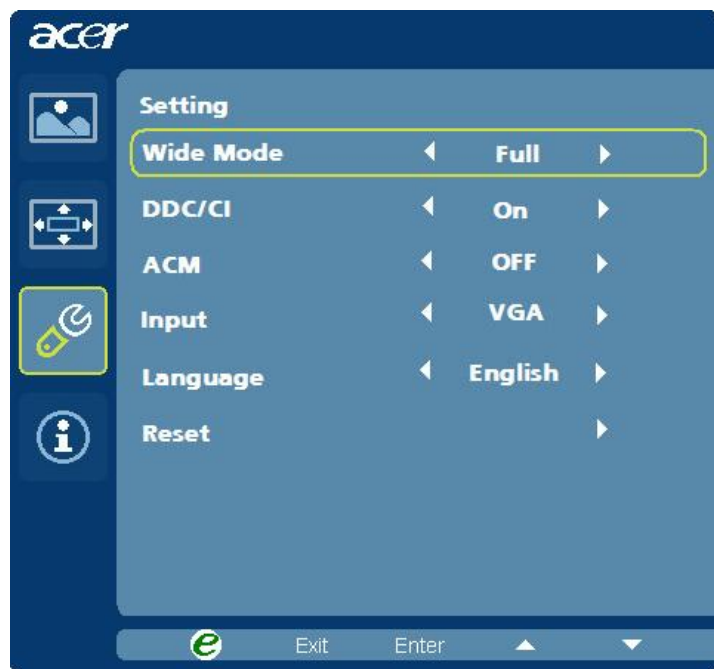 acer
Setting
Wide Mode Full
DDC/CI On
ACM OFF
Input VGA
Language English
Reset
e Exit Enter